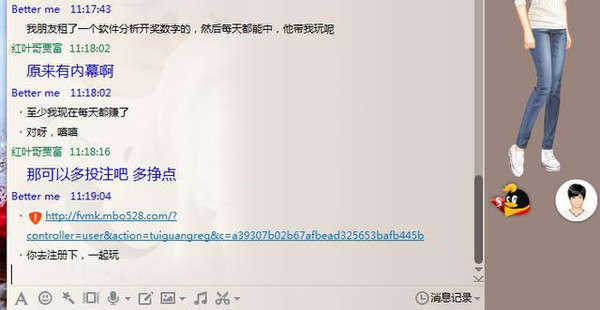 Better me 11:17:43
我朋友租了一个软件分析开奖数字的，然后每天都能中，他带我玩呢
红叶哥贾富 11:18:02
原来有内幕啊
Better me 11:18:02
至少我现在每天都赚了
对呀，嘻嘻
红叶哥贾富 11:18:16
那可以多投注吧 多挣点
Better me 11:19:04
http://fvmk.mbo528.com/?
controller=user&action=tuiguangreg&c=a39307b02b67afbead325653bafb445b
你去注册下，一起玩
消息记录